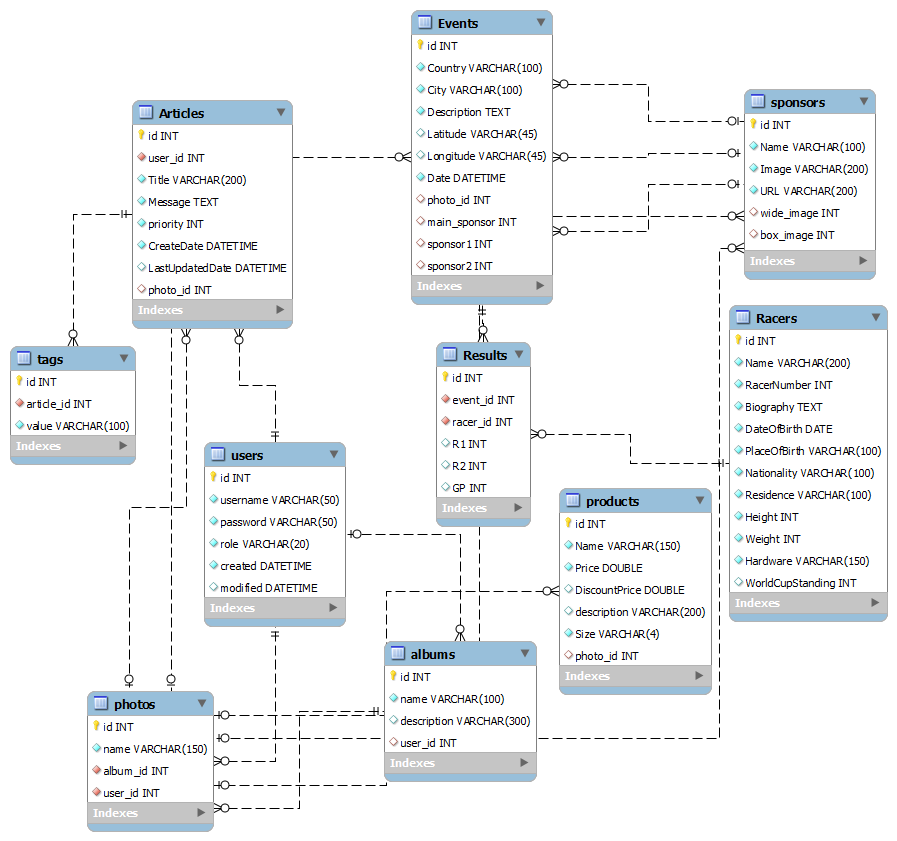 Events
id INT
Country VARCHAR(100)
City VARCHAR(100)
Description TEXT
Latitude VARCHAR(45)
Longitude VARCHAR(45)
Date DATETIME
photo_id INT
main_sponsor INT
sponsor1 INT
sponsor2 INT
Indexes
sponsors
id INT
Name VARCHAR(100)
Image VARCHAR(200)
URL VARCHAR(200)
wide_image INT
box_image INT
Indexes
Articles
id INT
user_id INT
Title VARCHAR(200)
Message TEXT
priority INT
CreateDate DATETIME
LastUpdatedDate DATETIME
photo_id INT
Indexes
Racers
id INT
Name VARCHAR(200)
RacerNumber INT
Biography TEXT
DateOfBirth DATE
PlaceOfBirth VARCHAR(100)
Nationality VARCHAR(100)
Residence VARCHAR(100)
Height INT
Weight INT
Hardware VARCHAR(150)
WorldCupStanding INT
Indexes
tags
id INT
article_id INT
value VARCHAR(100)
Indexes
Results
id INT
event_id INT
racer_id INT
R1 INT
R2 INT
GP INT
Indexes
users
id INT
username VARCHAR(50)
password VARCHAR(50)
role VARCHAR(20)
created DATETIME
modified DATETIME
Indexes
products
id INT
Name VARCHAR(150)
Price DOUBLE
DiscountPrice DOUBLE
description VARCHAR(200)
Size VARCHAR(4)
photo_id INT
Indexes
albums
id INT
name VARCHAR(100)
description VARCHAR(300)
user_id INT
Indexes
photos
id INT
name VARCHAR(150)
album_id INT
user_id INT
Indexes